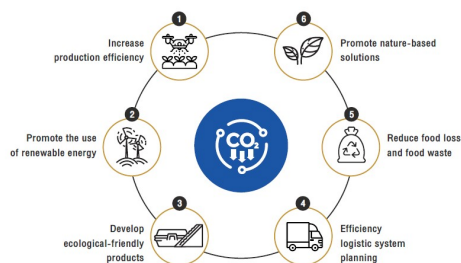 1
Increase
production efficiency
2
Promote the use
of renewable energy
3
Develop
ecological-friendly
products
4
Efficiency
logistic system
planning
5
Reduce food loss
and food waste
6
Promote nature-based
solutions
CO2